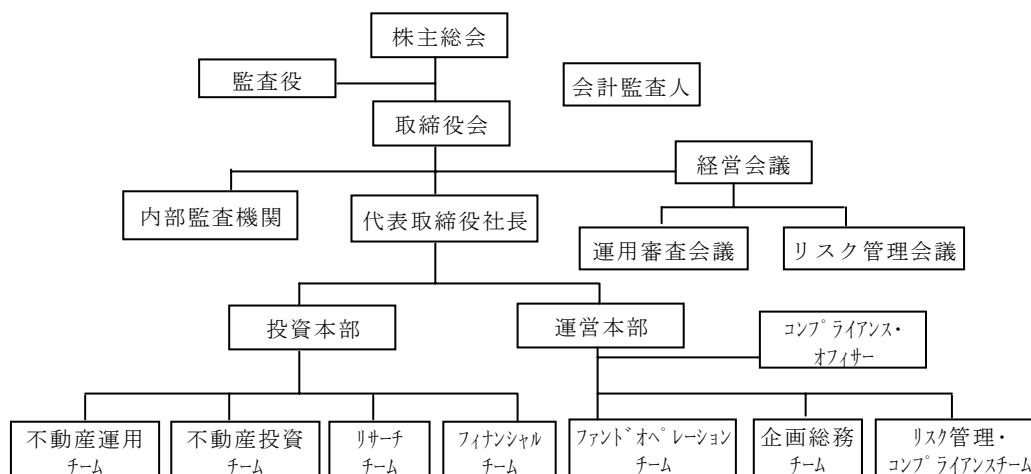 株主総会
監査役
会計監査人
取締役会
経営会議
内部監査機関
代表取締役社長
運用審査会議
リスク管理会議
投資本部
運営本部
ｺﾝﾌﾟﾗｲｱﾝｽ・
ｵﾌｨｻｰ
不動産運用
ﾁｰﾑ
不動産投資
ﾁｰﾑ
ﾘｻｰﾁ
ﾁｰﾑ
ﾌｨﾅﾝｼｬﾙ
ﾁｰﾑ
ﾌｧﾝﾄﾞｵﾍﾟﾚｰｼｮﾝ
ﾁｰﾑ
企画総務
ﾁｰﾑ
ﾘｽｸ管理・
ｺﾝﾌﾟﾗｲｱﾝｽﾁｰﾑ